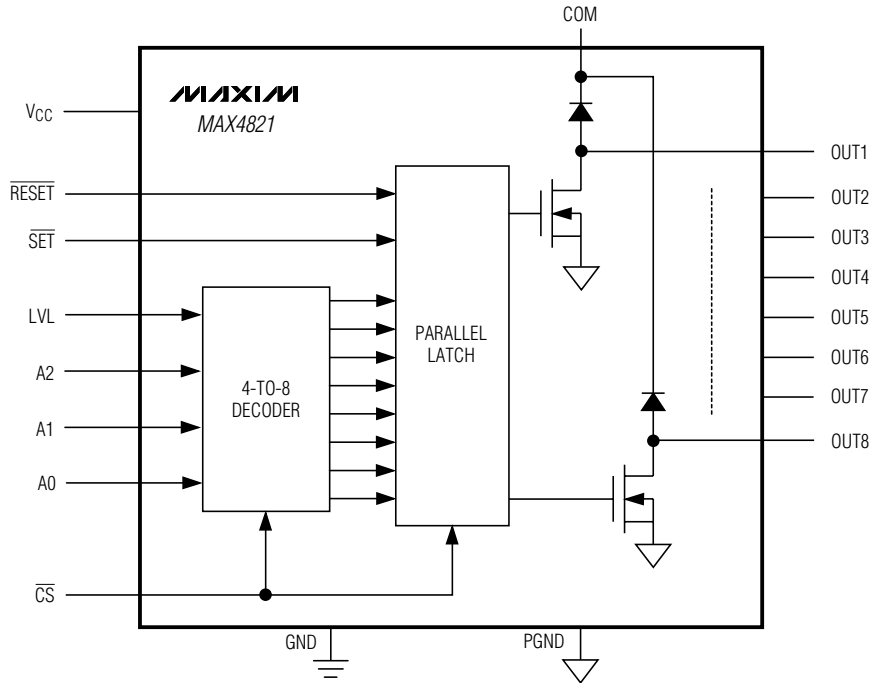 COM
MAXIM
MAX4821
VCC
RESET
SET
LVL
A2
A1
A0
CS
4-TO-8
DECODER
PARALLEL
LATCH
OUT1
OUT2
OUT3
OUT4
OUT5
OUT6
OUT7
OUT8
GND
PGND